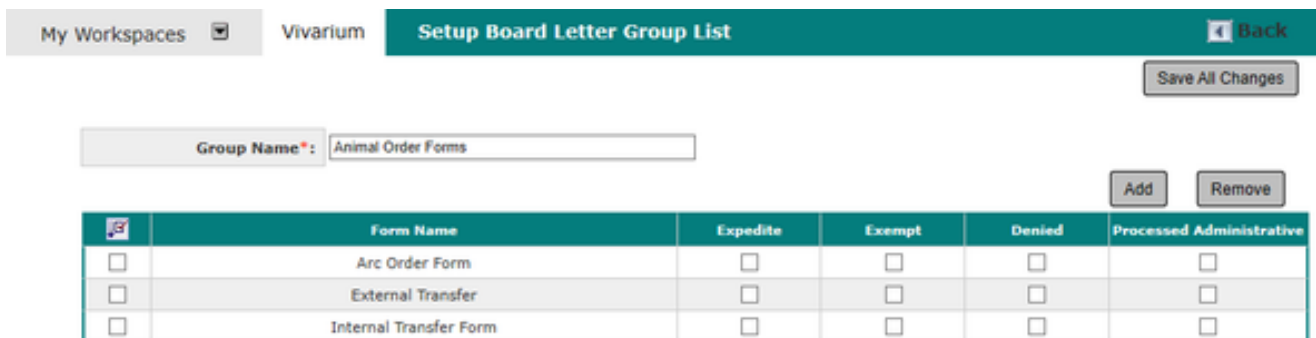 My Workspaces Vivarium Setup Board Letter Group List Back
Save All Changes
Group Name*: Animal Order Forms
Add Remove
Form Name Expedite Exempt Denied Processed Administrative
Arc Order Form
External Transfer
Internal Transfer Form